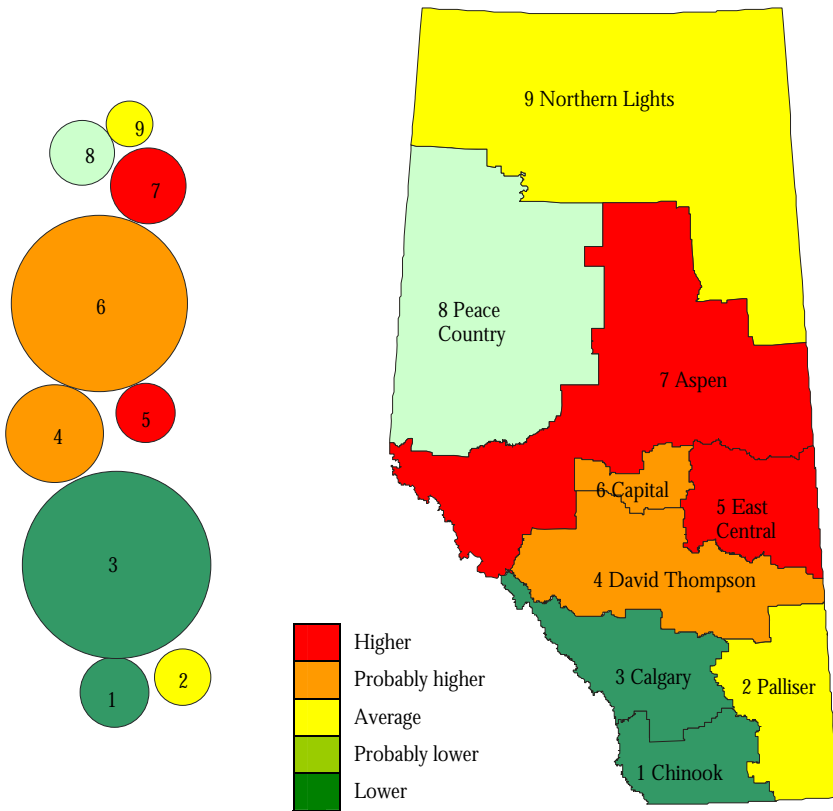 9
8
7
6
5
4
3
2
1
9 Northern Lights
8 Peace
Country
7 Aspen
6 Capital
5 East
Central
4 David Thompson
3 Calgary
2 Palliser
1 Chinook
Higher
Probably higher
Average
Probably lower
Lower